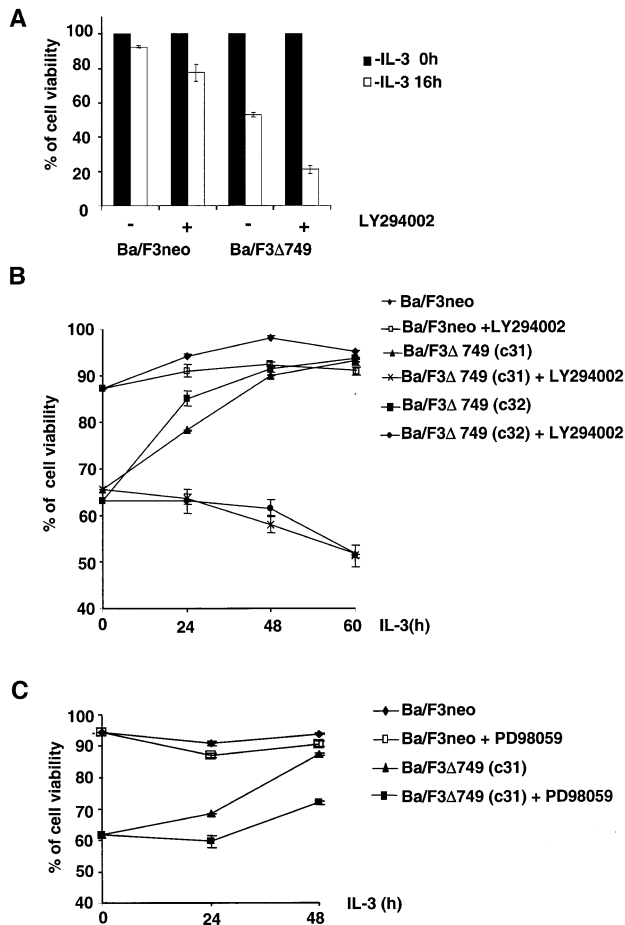 A
% of cell viability
100
80
60
40
20
0
-IL-3 0h
-IL-3 16h
- + - +
LY294002
Ba/F3neo Ba/F3Δ749
B
% of cell viability
100
90
80
70
60
50
40
0 24 48 60
IL-3(h)
Ba/F3neo
Ba/F3neo +LY294002
Ba/F3Δ 749 (c31)
Ba/F3Δ 749 (c31) + LY294002
Ba/F3Δ 749 (c32)
Ba/F3Δ 749 (c32) + LY294002
C
% of cell viability
100
90
80
70
60
50
40
0 24 48
IL-3 (h)
Ba/F3neo
Ba/F3neo + PD98059
Ba/F3Δ749 (c31)
Ba/F3Δ749 (c31) + PD98059